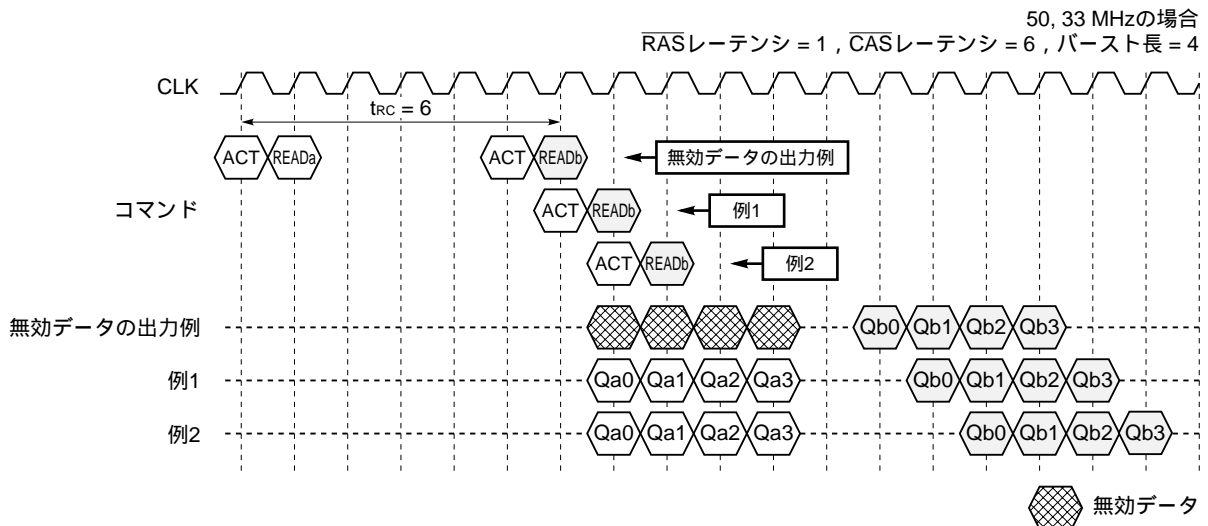 50, 33 MHzの場合
RASレーテンシ = 1 , CASレーテンシ = 6 , バースト長 = 4
CLK
tRC = 6
ACT READa ACT READb 無効データの出力例
コマンド ACT READb 例1
ACT READb 例2
無効データの出力例 Qb0 Qb1 Qb2 Qb3
例1 Qa0 Qa1 Qa2 Qa3 Qb0 Qb1 Qb2 Qb3
例2 Qa0 Qa1 Qa2 Qa3 Qb0 Qb1 Qb2 Qb3
無効データ